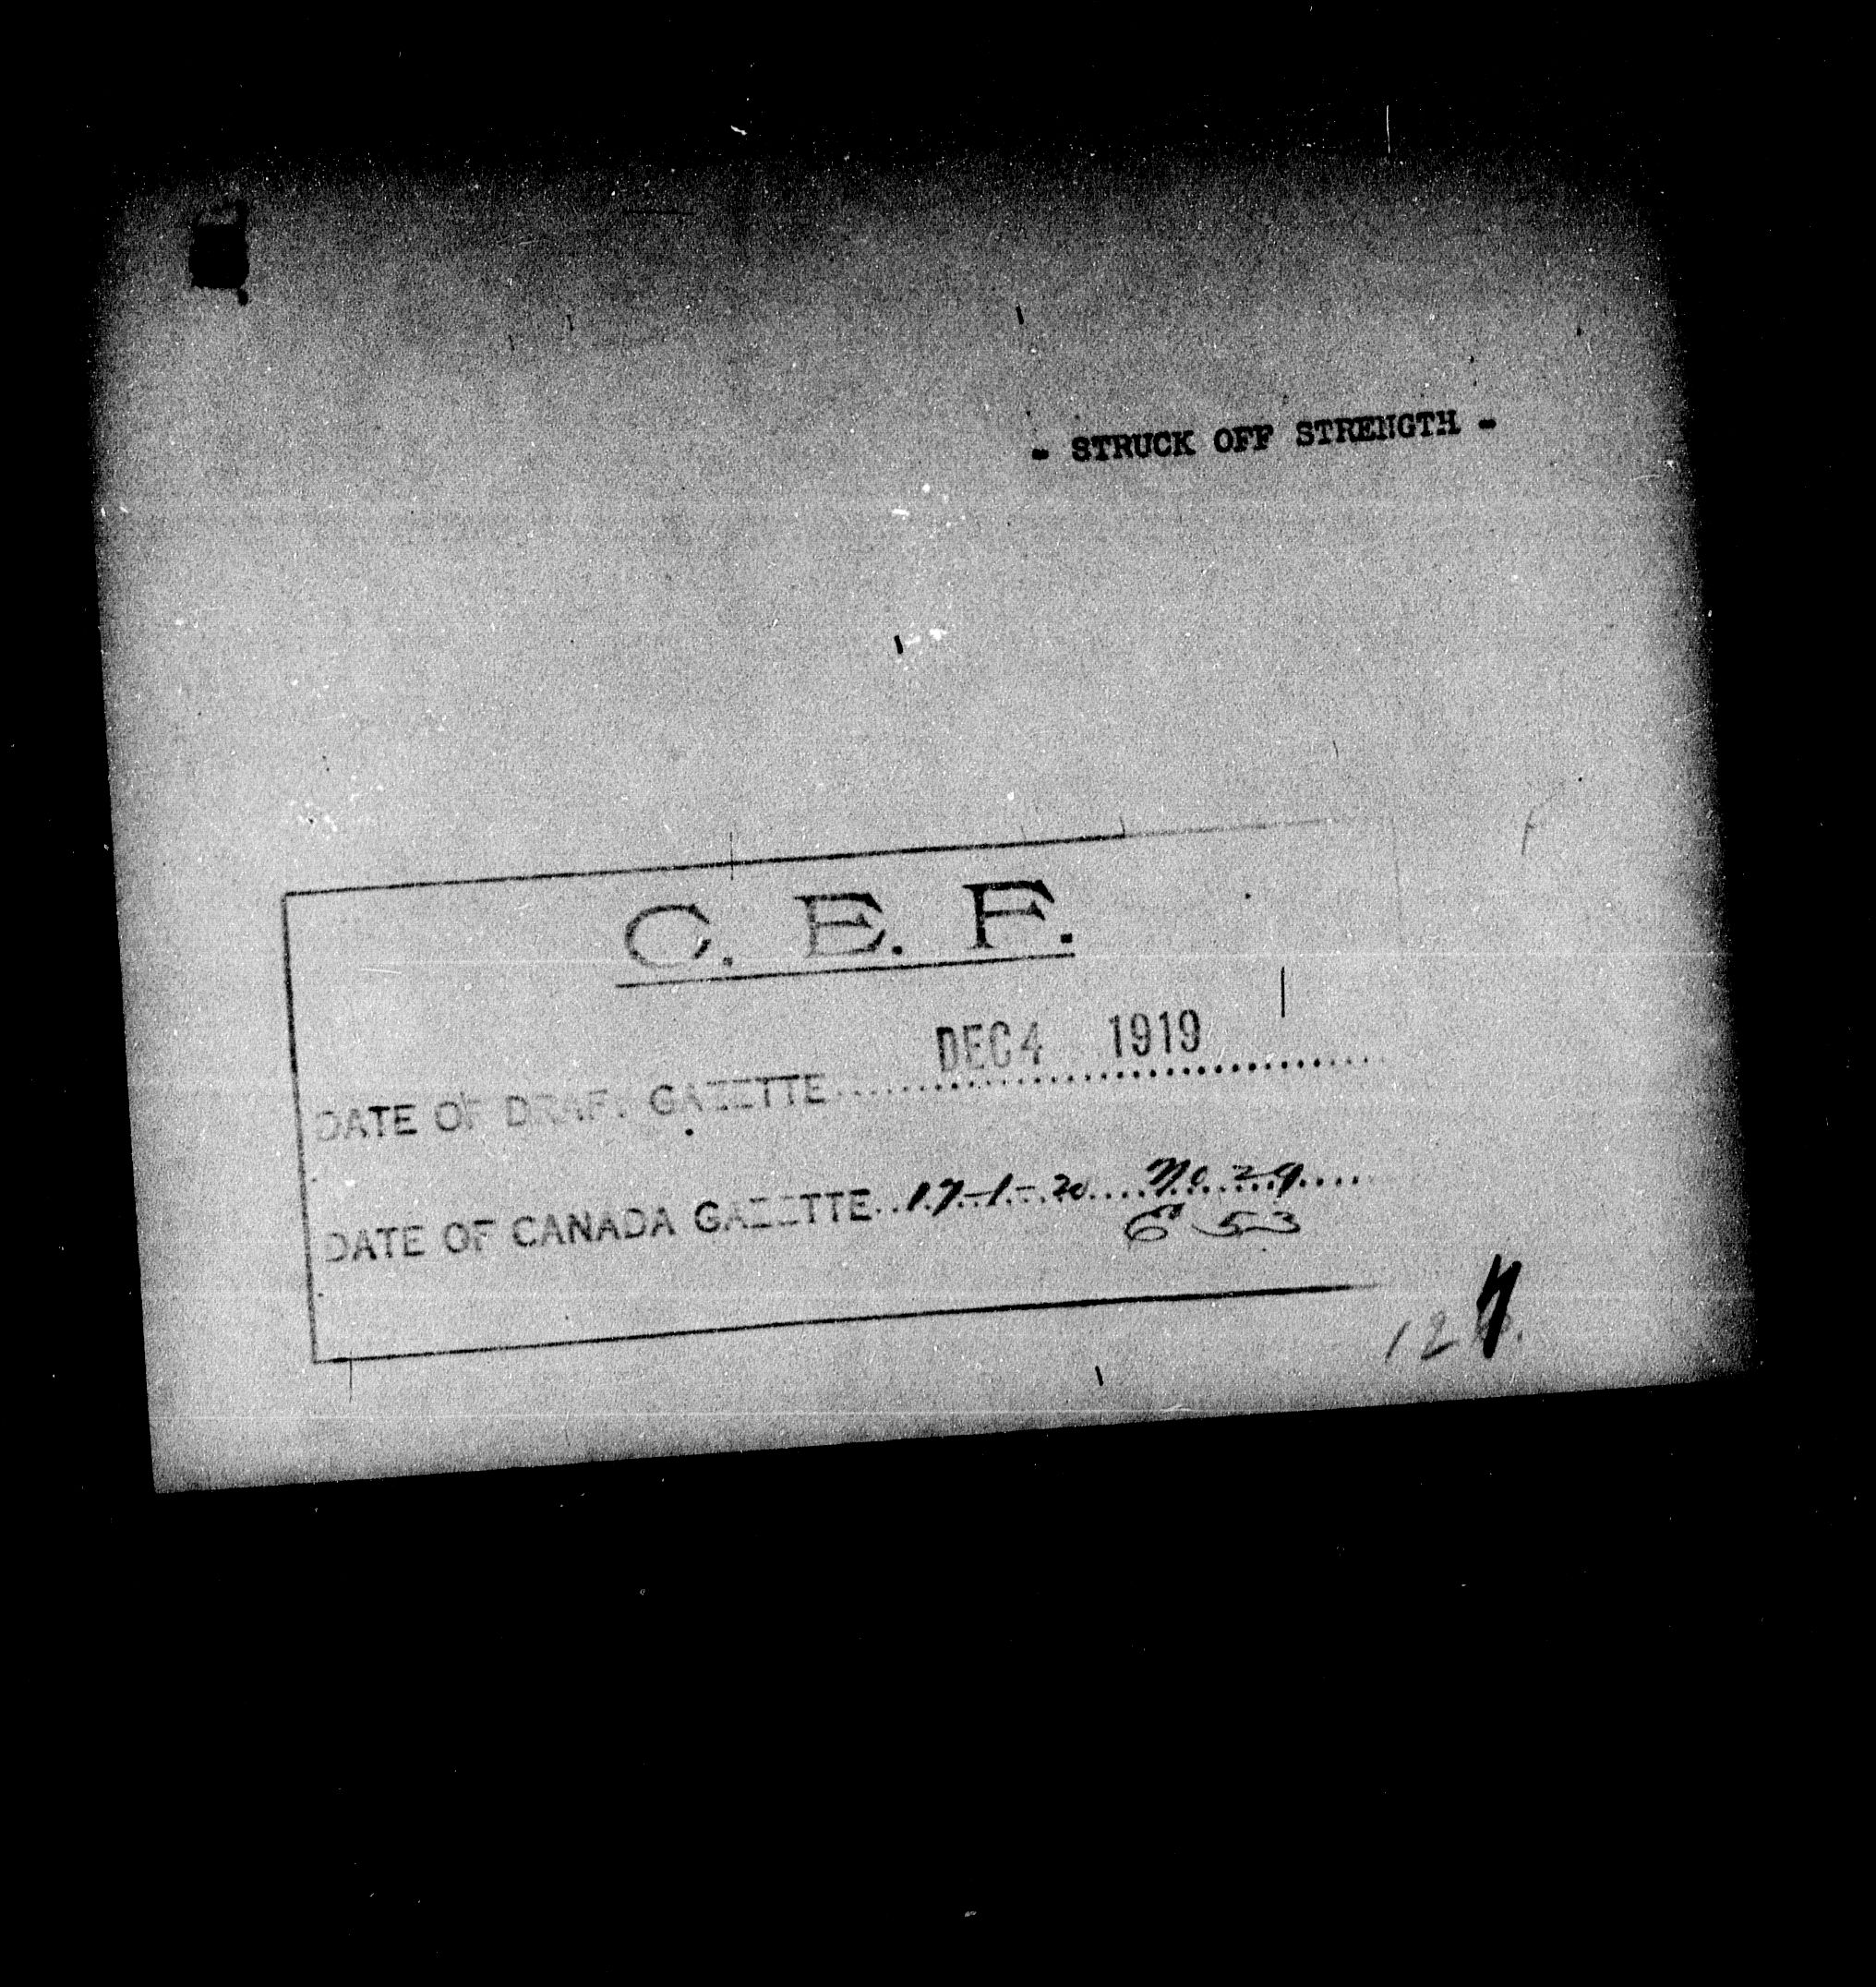 - STRUCK OFF STRENGTH -
C. E. F.
DATE OF DRAF. GAZETTE.......... DEC 4 1919
DATE OF CANADA GAZETTE..17-1-20....No. 29
653